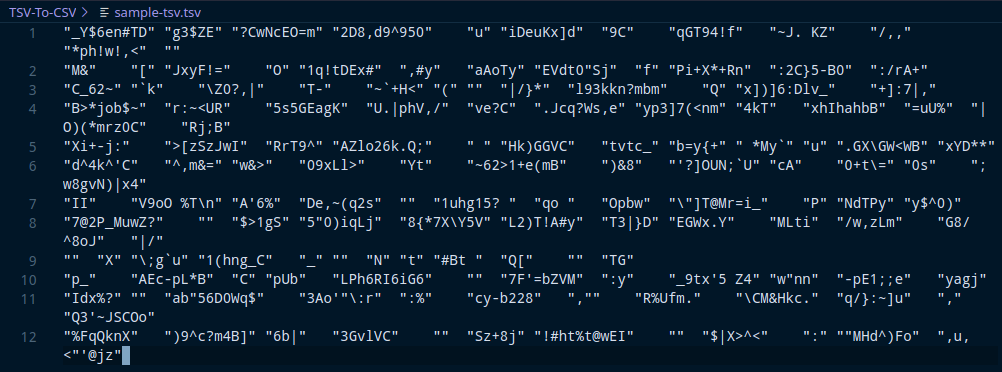 TSV-To-CSV > sample-tsv.tsv
1 "_Y$6en#TD" "g3$ZE" "?CwNcEO=m" "2D8,d9^95O" "u" "iDeuKx]d" "9C" "qGT94!f" "~J. KZ" "/,,"
"*ph!w!,<" ""
2 "M&" "[" "JxyF!=" "O" "1q!tDEx#" ",#y" "aAoTy" "EVdt0"Sj" "f" "Pi+X*+Rn" ":2C}5-B0" ":/rA+"
3 "C_62~" "`k" "\Z0?,|" "T-" "~`+H<" "(" "" "|/}*" "l93kkn?mbm" "Q" "x])]6:Dlv_" "+]:7|,"
4 "B>*job$~" "r:~<UR" "5s5GEagK" "U.|phV,/" "ve?C" ".Jcq?Ws,e" "yp3]7(<nm" "4kT" "xhIhahbB" "=uU%" "|
O)(*mrzOC" "Rj;B"
5 "Xi+-j:" ">[zSzJwI" "RrT9^" "AZlo26k.Q;" " " "Hk)GGVC" "tvtc_" "b=y{+" " *My`" "u" ".GX\GW<WB" "xYD**"
6 "d^4k^'C" "^,m&=" "w&>" "O9xLl>" "Yt" "~62>1+e(mB" ")&8" "'?]OUN;`U" "cA" "O+t\=" "0s" ";
w8gvN)|x4"
7 "II" "V9oO %T\n" "A'6%" "De,~(q2s" "" "1uhg15? " "qo " "Opbw" "\"]T@Mr=i_" "P" "NdTPy" "y$^0)"
8 "7@2P_MuwZ?" "" "$>1gS" "5"0)iqLj" "8{*7X\Y5V" "L2)T!A#y" "T3|}D" "EGWx.Y" "MLti" "/w,zLm" "G8/
^8oJ" "|/"
9 "" "X" "\;g`u" "1(hng_C" "_" "" "N" "t" "#Bt " "Q[" "" "TG"
10 "p_" "AEc-pL*B" "C" "pUb" "LPh6RI6iG6" "" "7F'=bZVM" ":y" "_9tx'5 Z4" "w"nn" "-pE1;;e" "yagj"
11 "Idx%?" "" "ab"56DOWq$" "3Ao'"\:r" ":%" "cy-b228" ","" "R%Ufm." "\CM&Hkc." "q/}:~]u" ","
"Q3'~JSCOo"
12 "%FqQknX" ")9^c?m4B]" "6b|" "3GvlVC" "" "Sz+8j" "!#ht%t@wEI" "" "$|X>^<" ":" ""MHd^)Fo" ",u,
<"'@jz"